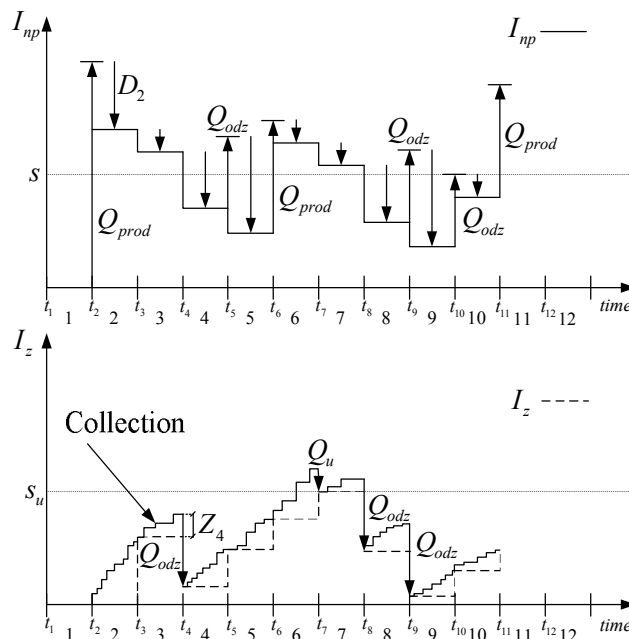 I_np
I_np
D_2
Q_odz
Q_odz
Q_prod
s
Q_prod
Q_prod
Q_odz
t_1 1 t_2 2 t_3 3 t_4 4 t_5 5 t_6 6 t_7 7 t_8 8 t_9 9 t_10 10 t_11 11 t_12 12 time
I_z
I_z
Collection
Q_u
s_u
Z_4
Q_odz
Q_odz
Q_odz
t_1 1 t_2 2 t_3 3 t_4 4 t_5 5 t_6 6 t_7 7 t_8 8 t_9 9 t_10 10 t_11 11 t_12 12 time